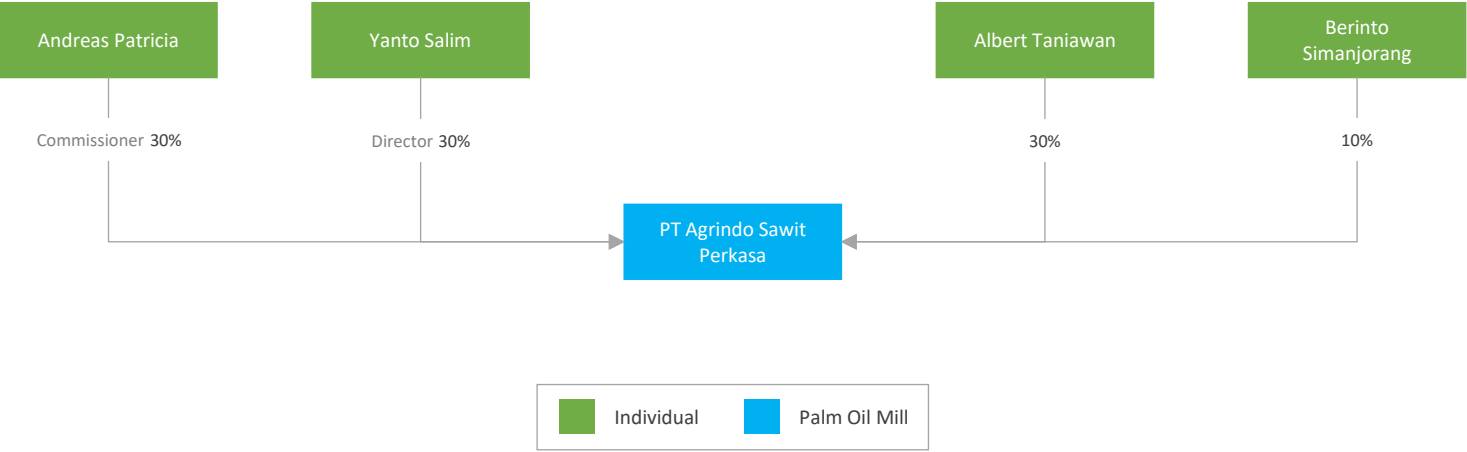 Andreas Patricia
Yanto Salim
Albert Taniawan
Berinto
Simanjorang
Commissioner 30%
Director 30%
30%
10%
PT Agrindo Sawit
Perkasa
Individual
Palm Oil Mill